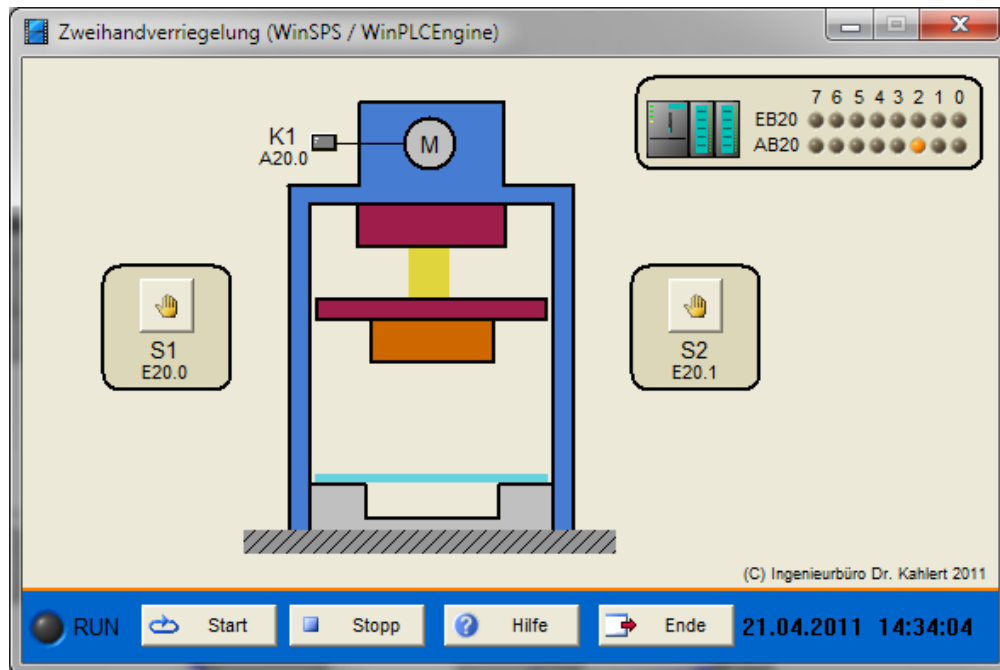 Zweihandverriegelung (WinSPS / WinPLCEngine)
7 6 5 4 3 2 1 0
EB20
AB20
K1
A20.0
M
S1
E20.0
S2
E20.1
(C) Ingenieurbüro Dr. Kahlert 2011
RUN
Start
Stopp
? Hilfe
Ende
21.04.2011 14:34:04